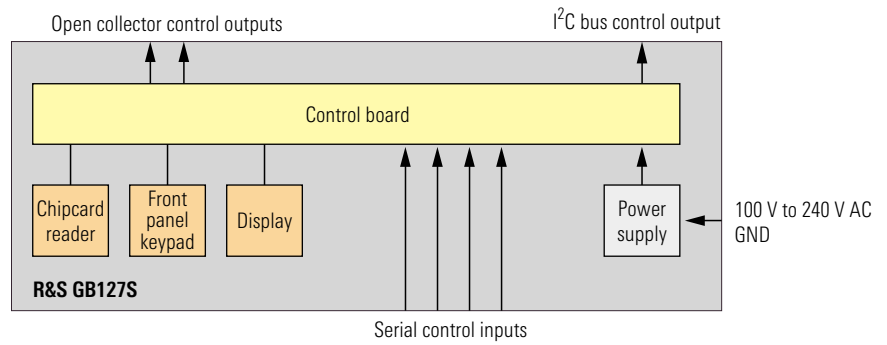 Open collector control outputs
I²C bus control output
Control board
Chipcard
reader
Front
panel
keypad
Display
Power
supply
100 V to 240 V AC
GND
R&S GB127S
Serial control inputs